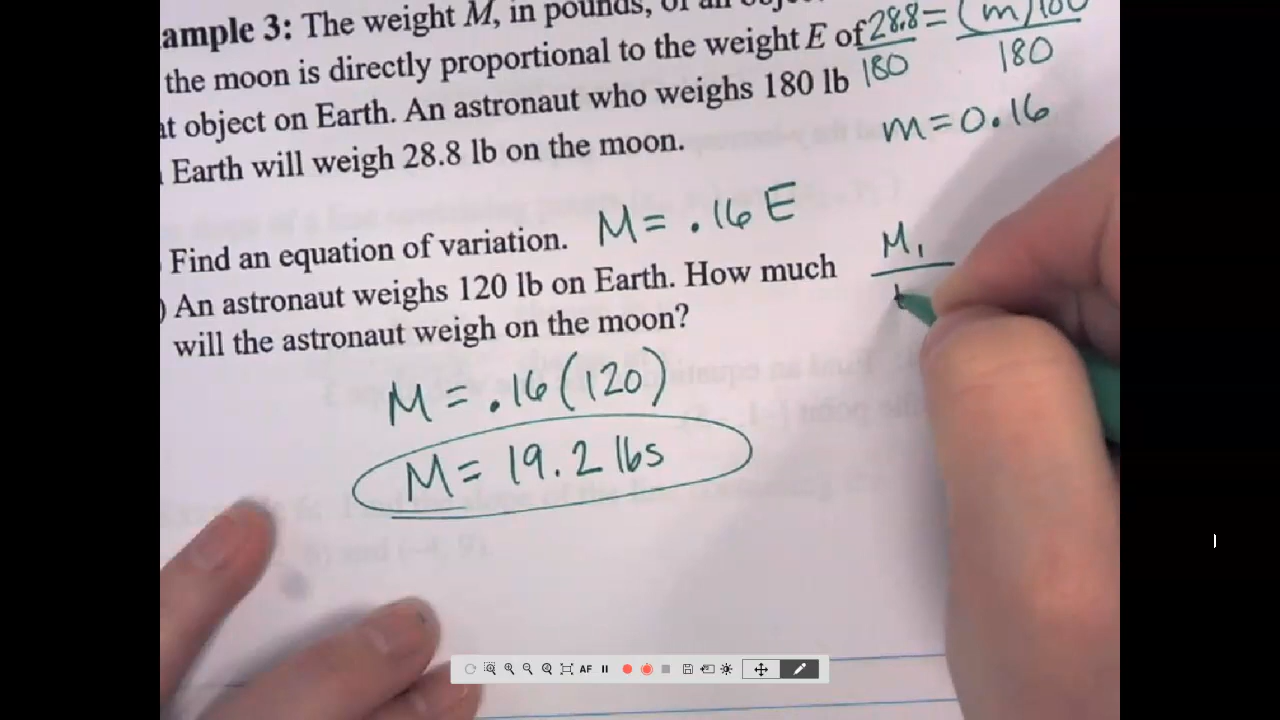 ample 3: The weight M, in pounds, of an obje
28.8 = (m)180
the moon is directly proportional to the weight E of
180 180
at object on Earth. An astronaut who weighs 180 lb
m=0.16
Earth will weigh 28.8 lb on the moon.
Find an equation of variation. M = .16 E
M₁
) An astronaut weighs 120 lb on Earth. How much
will the astronaut weigh on the moon?
M = .16(120)
M = 19.2 lbs
AF